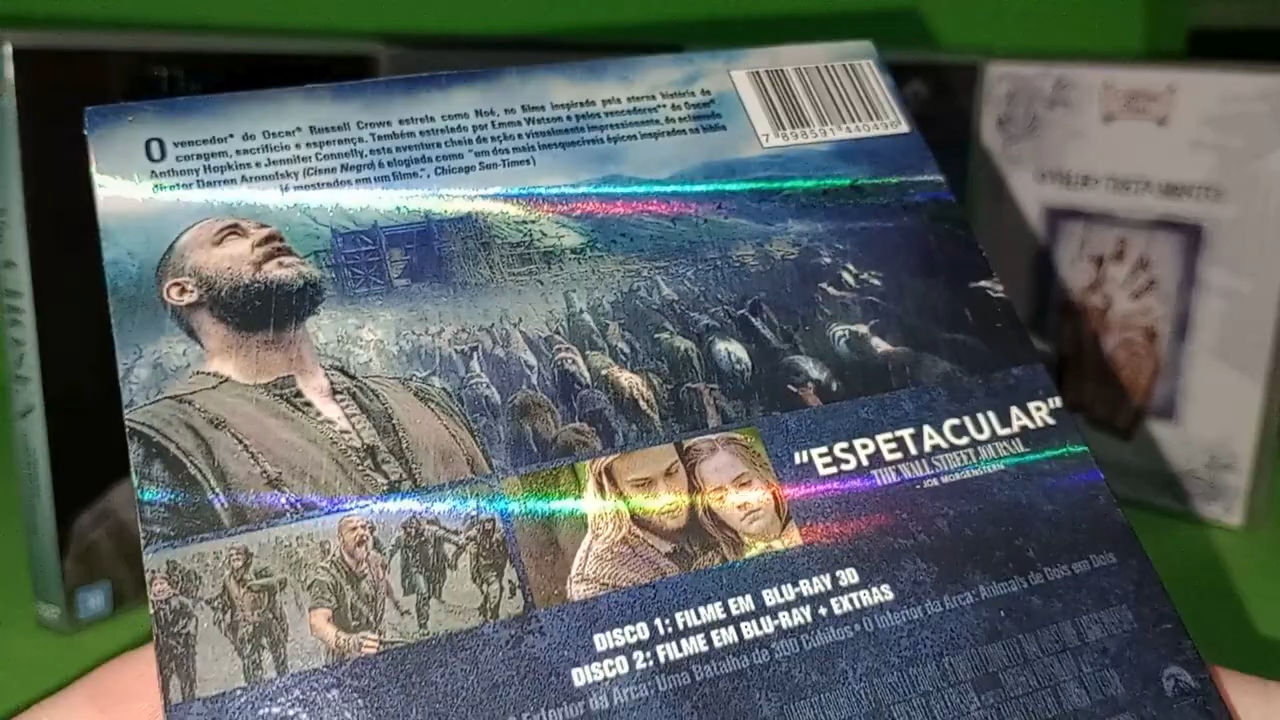 O vencedor* do Oscar® Russell Crowe estrela como Noé, no filme inspirado pela eterna história de
coragem, sacrifício e esperança. Também estrelado por Emma Watson e pelos vencedores** do Oscar®
Anthony Hopkins e Jennifer Connelly, esta aventura cheia de ação e visualmente impressionante, do aclamado
diretor Darren Aronofsky (Cisne Negro) é elogiada como "um dos mais inesquecíveis épicos inspirados na bíblia
já mostrados em um filme.", Chicago Sun-Times)
7 898591 440496
"ESPETACULAR"
THE WALL STREET JOURNAL
- JOE MORGENSTERN
DISCO 1: FILME EM BLU-RAY 3D
DISCO 2: FILME EM BLU-RAY + EXTRAS
Exterior da Arca: Uma Batalha de 300 Cúbitos • O Interior da Arca: Animais de Dois em Dois